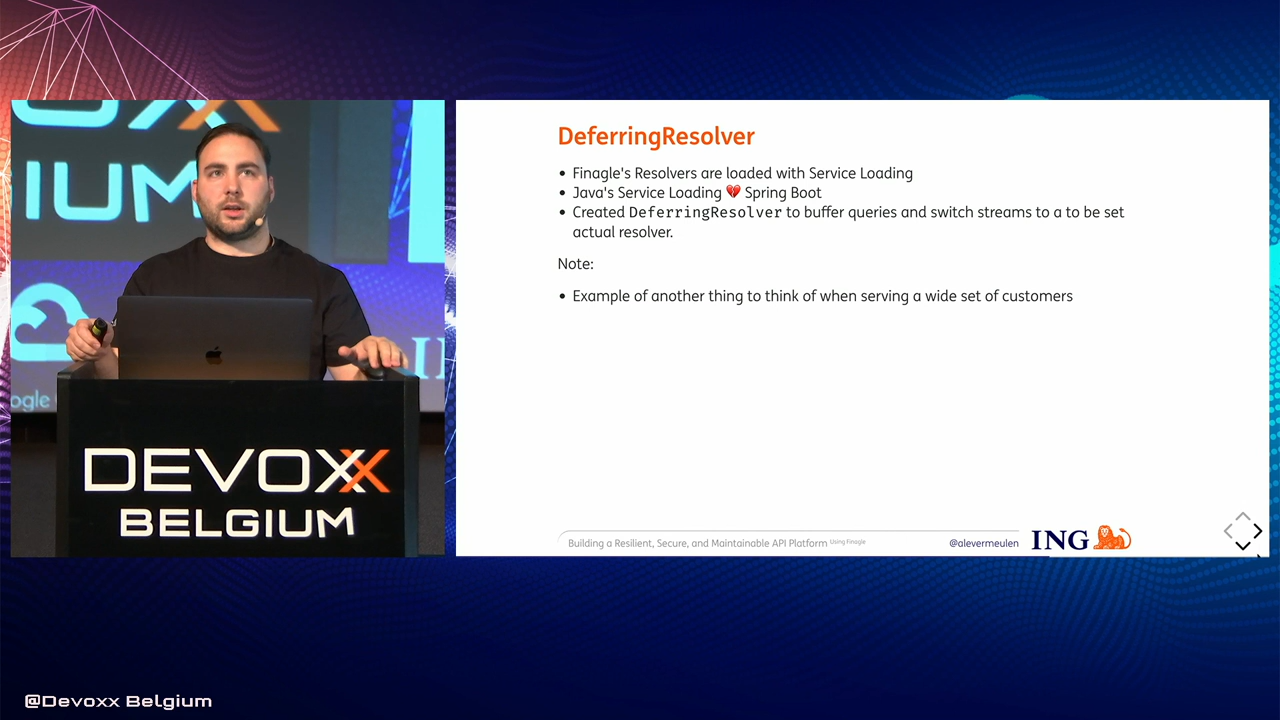 IUM
ogle
DEVOXX
BELGIUM
DeferringResolver
• Finagle's Resolvers are loaded with Service Loading
• Java's Service Loading 💔 Spring Boot
• Created DeferringResolver to buffer queries and switch streams to a to be set
actual resolver.
Note:
• Example of another thing to think of when serving a wide set of customers
Building a Resilient, Secure, and Maintainable API Platform Using Finagle
@alevermeulen
ING
@Devoxx Belgium